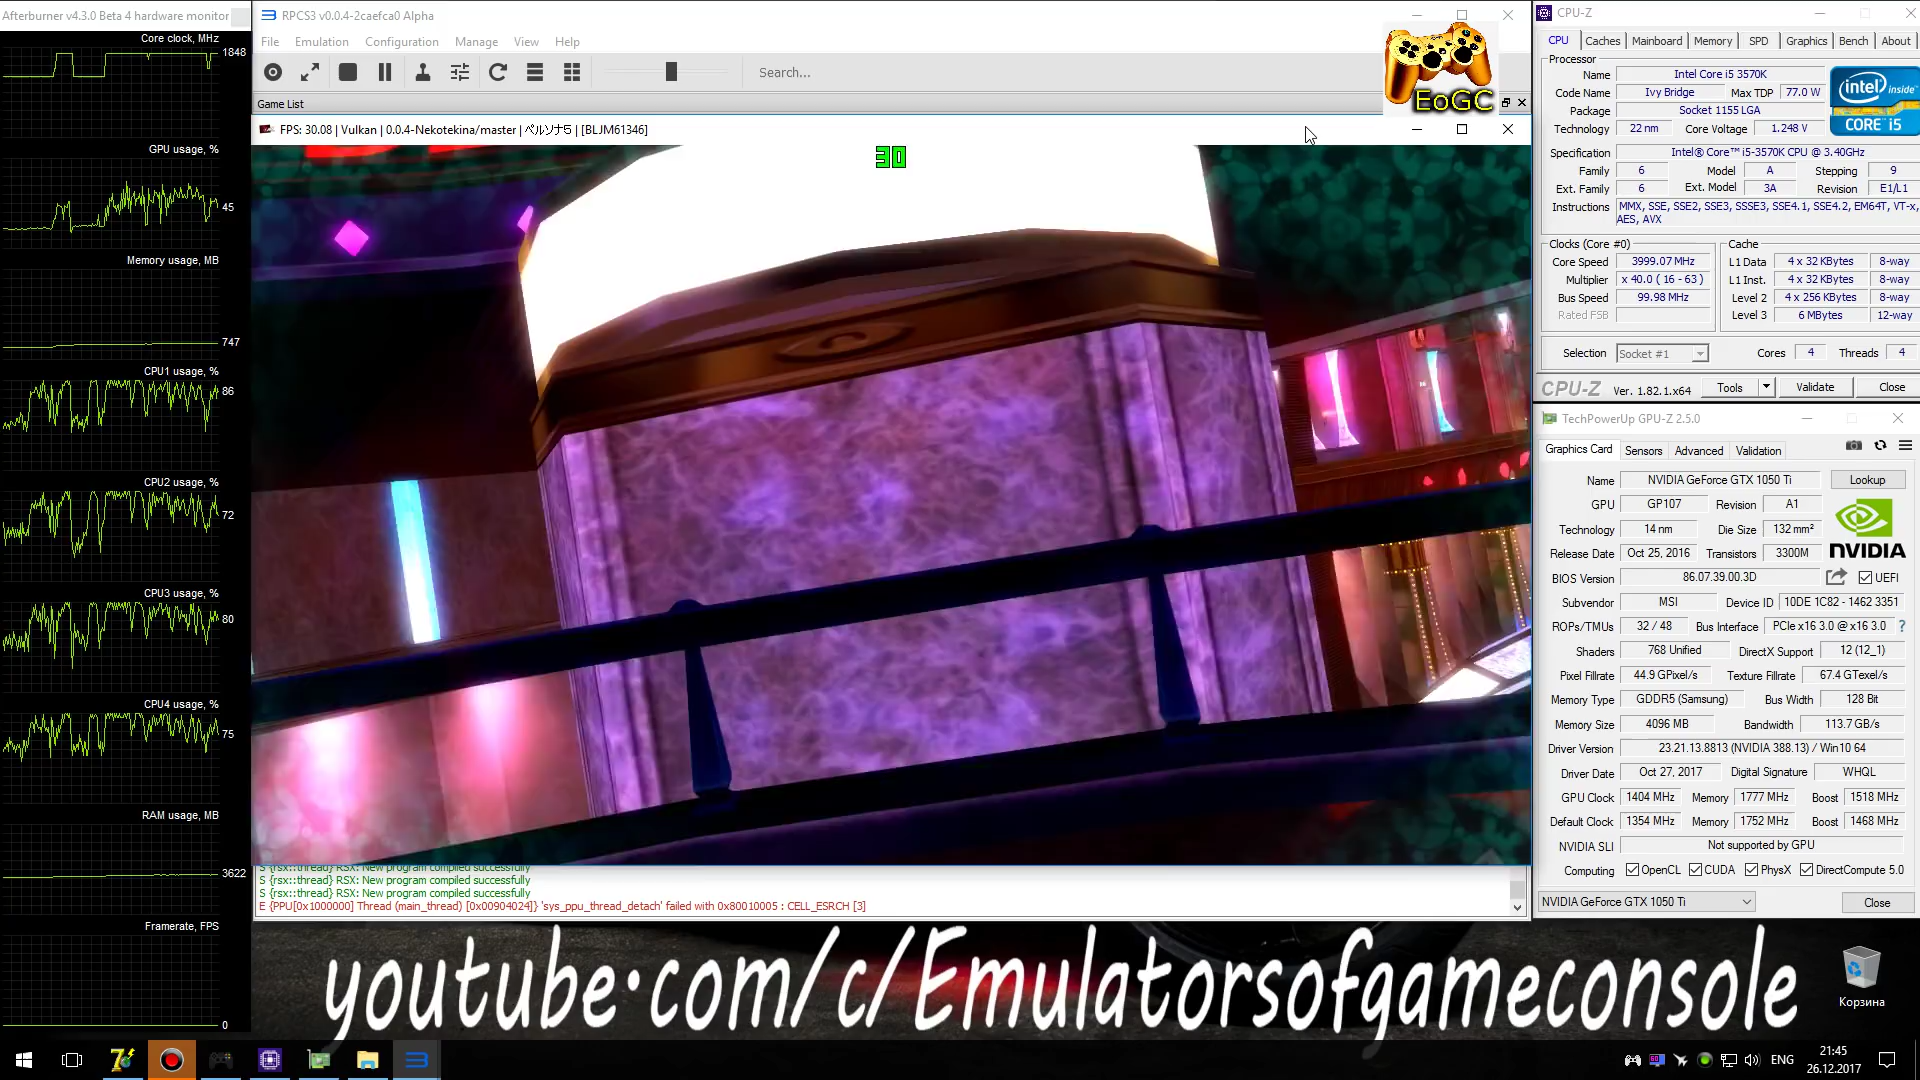 Afterburner v4.3.0 Beta 4 hardware monitor
Core clock, MHz
1848
GPU usage, %
45
Memory usage, MB
747
CPU1 usage, %
86
CPU2 usage, %
72
CPU3 usage, %
80
CPU4 usage, %
75
RAM usage, MB
3622
Framerate, FPS
0
RPCS3 v0.0.4-2caefca0 Alpha
File Emulation Configuration Manage View Help
Search...
EoGC
Game List
FPS: 30.08 | Vulkan | 0.0.4-Nekotekina/master | ペルソナ5 | [BLJM61346]
30
S {rsx::thread} RSX: New program compiled successfully
S {rsx::thread} RSX: New program compiled successfully
S {rsx::thread} RSX: New program compiled successfully
E {PPU[0x1000000] Thread (main_thread) [0x00904024]} 'sys_ppu_thread_detach' failed with 0x80010005 : CELL_ESRCH [3]
CPU-Z
CPU Caches Mainboard Memory SPD Graphics Bench About
Processor
Name Intel Core i5 3570K
Code Name Ivy Bridge Max TDP 77.0 W
Package Socket 1155 LGA
Technology 22 nm Core Voltage 1.248 V
intel inside
CORE i5
Specification Intel® Core™ i5-3570K CPU @ 3.40GHz
Family 6 Model A Stepping 9
Ext. Family 6 Ext. Model 3A Revision E1/L1
Instructions MMX, SSE, SSE2, SSE3, SSSE3, SSE4.1, SSE4.2, EM64T, VT-x,
AES, AVX
Clocks (Core #0) Cache
Core Speed 3999.07 MHz L1 Data 4 x 32 KBytes 8-way
Multiplier x 40.0 ( 16 - 63 ) L1 Inst. 4 x 32 KBytes 8-way
Bus Speed 99.98 MHz Level 2 4 x 256 KBytes 8-way
Rated FSB Level 3 6 MBytes 12-way
Selection Socket #1 Cores 4 Threads 4
CPU-Z Ver. 1.82.1.x64 Tools Validate Close
TechPowerUp GPU-Z 2.5.0
Graphics Card Sensors Advanced Validation
Name NVIDIA GeForce GTX 1050 Ti Lookup
GPU GP107 Revision A1
Technology 14 nm Die Size 132 mm²
NVIDIA
Release Date Oct 25, 2016 Transistors 3300M
BIOS Version 86.07.39.00.3D UEFI
Subvendor MSI Device ID 10DE 1C82 - 1462 3351
ROPs/TMUs 32 / 48 Bus Interface PCIe x16 3.0 @ x16 3.0 ?
Shaders 768 Unified DirectX Support 12 (12_1)
Pixel Fillrate 44.9 GPixel/s Texture Fillrate 67.4 GTexel/s
Memory Type GDDR5 (Samsung) Bus Width 128 Bit
Memory Size 4096 MB Bandwidth 113.7 GB/s
Driver Version 23.21.13.8813 (NVIDIA 388.13) / Win10 64
Driver Date Oct 27, 2017 Digital Signature WHQL
GPU Clock 1404 MHz Memory 1777 MHz Boost 1518 MHz
Default Clock 1354 MHz Memory 1752 MHz Boost 1468 MHz
NVIDIA SLI Not supported by GPU
Computing OpenCL CUDA PhysX DirectCompute 5.0
NVIDIA GeForce GTX 1050 Ti Close
youtube.com/c/Emulatorsofgameconsole
Корзина
ENG
21:45
26.12.2017